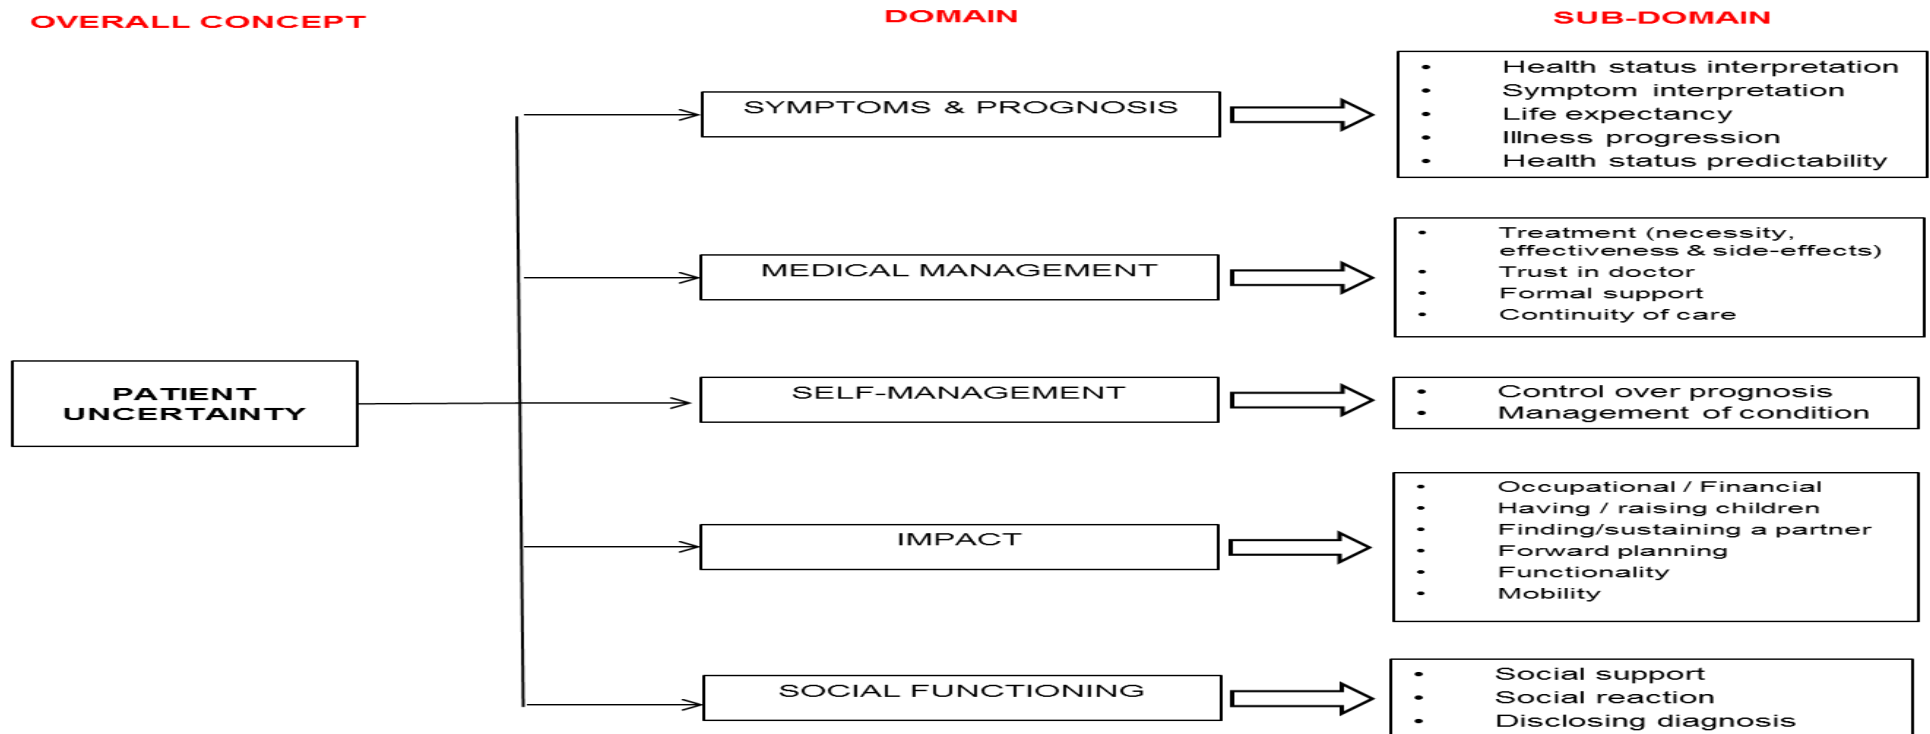 OVERALL CONCEPT
DOMAIN
SUB-DOMAIN
PATIENT
UNCERTAINTY
SYMPTOMS & PROGNOSIS
• Health status interpretation
• Symptom interpretation
• Life expectancy
• Illness progression
• Health status predictability
MEDICAL MANAGEMENT
• Treatment (necessity,
effectiveness & side-effects)
• Trust in doctor
• Formal support
• Continuity of care
SELF-MANAGEMENT
• Control over prognosis
• Management of condition
IMPACT
• Occupational / Financial
• Having / raising children
• Finding/sustaining a partner
• Forward planning
• Functionality
• Mobility
SOCIAL FUNCTIONING
• Social support
• Social reaction
• Disclosing diagnosis